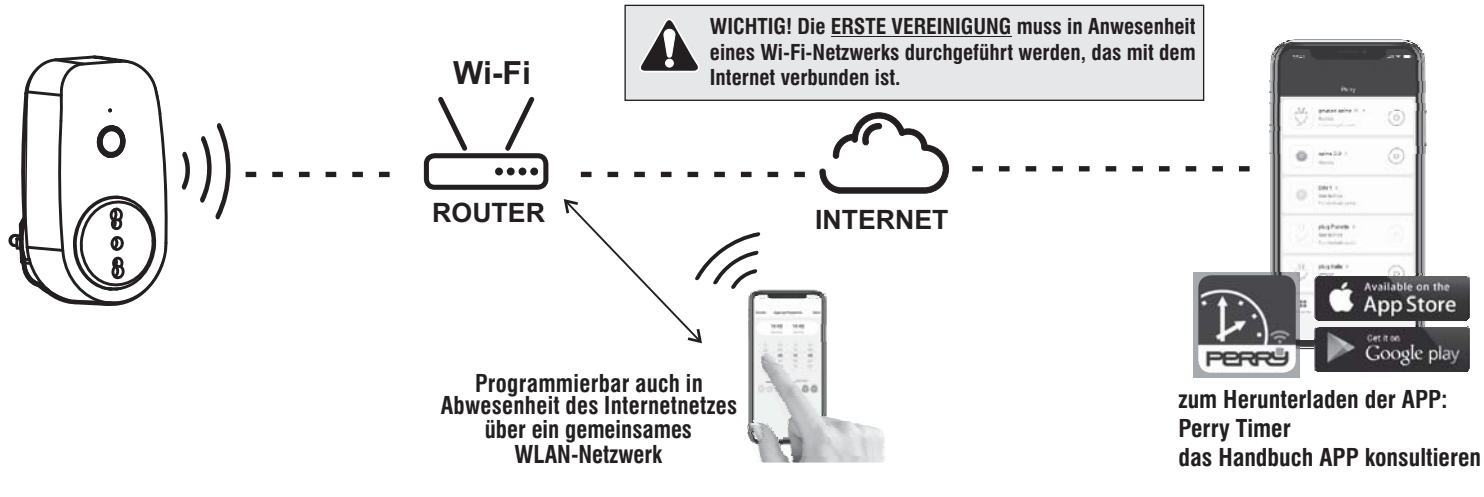 WICHTIG! Die ERSTE VEREINIGUNG muss in Anwesenheit
eines Wi-Fi-Netzwerks durchgeführt werden, das mit dem
Internet verbunden ist.
Wi-Fi
ROUTER
INTERNET
Programmierbar auch in
Abwesenheit des Internetnetzes
über ein gemeinsames
WLAN-Netzwerk
Perry
PERRY
Available on the
App Store
Get it on
Google play
zum Herunterladen der APP:
Perry Timer
das Handbuch APP konsultieren